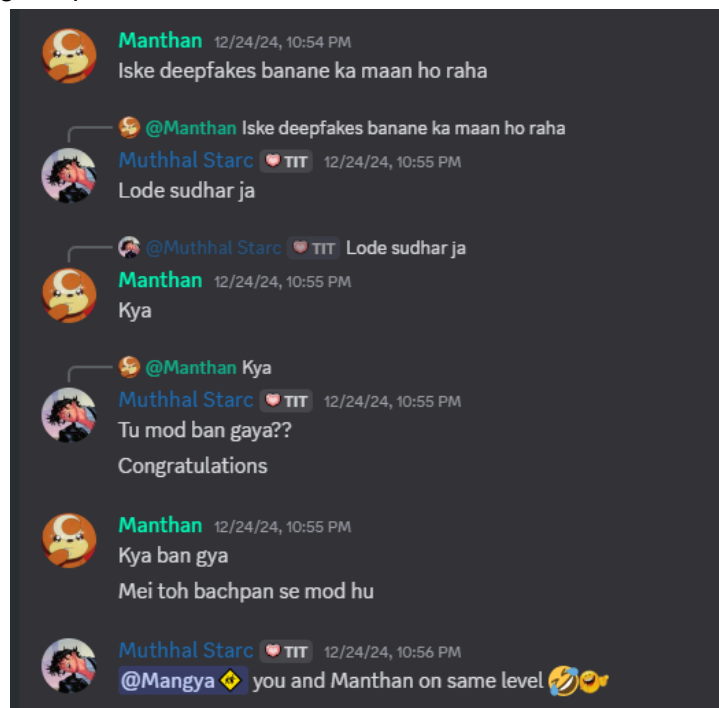 Manthan 12/24/24, 10:54 PM
Iske deepfakes banane ka maan ho raha
@Manthan Iske deepfakes banane ka maan ho raha
Muthhal Starc TIT 12/24/24, 10:55 PM
Lode sudhar ja
@Muthhal Starc TIT Lode sudhar ja
Manthan 12/24/24, 10:55 PM
Kya
@Manthan Kya
Muthhal Starc TIT 12/24/24, 10:55 PM
Tu mod ban gaya??
Congratulations
Manthan 12/24/24, 10:55 PM
Kya ban gya
Mei toh bachpan se mod hu
Muthhal Starc TIT 12/24/24, 10:56 PM
@Mangya you and Manthan on same level 🤣